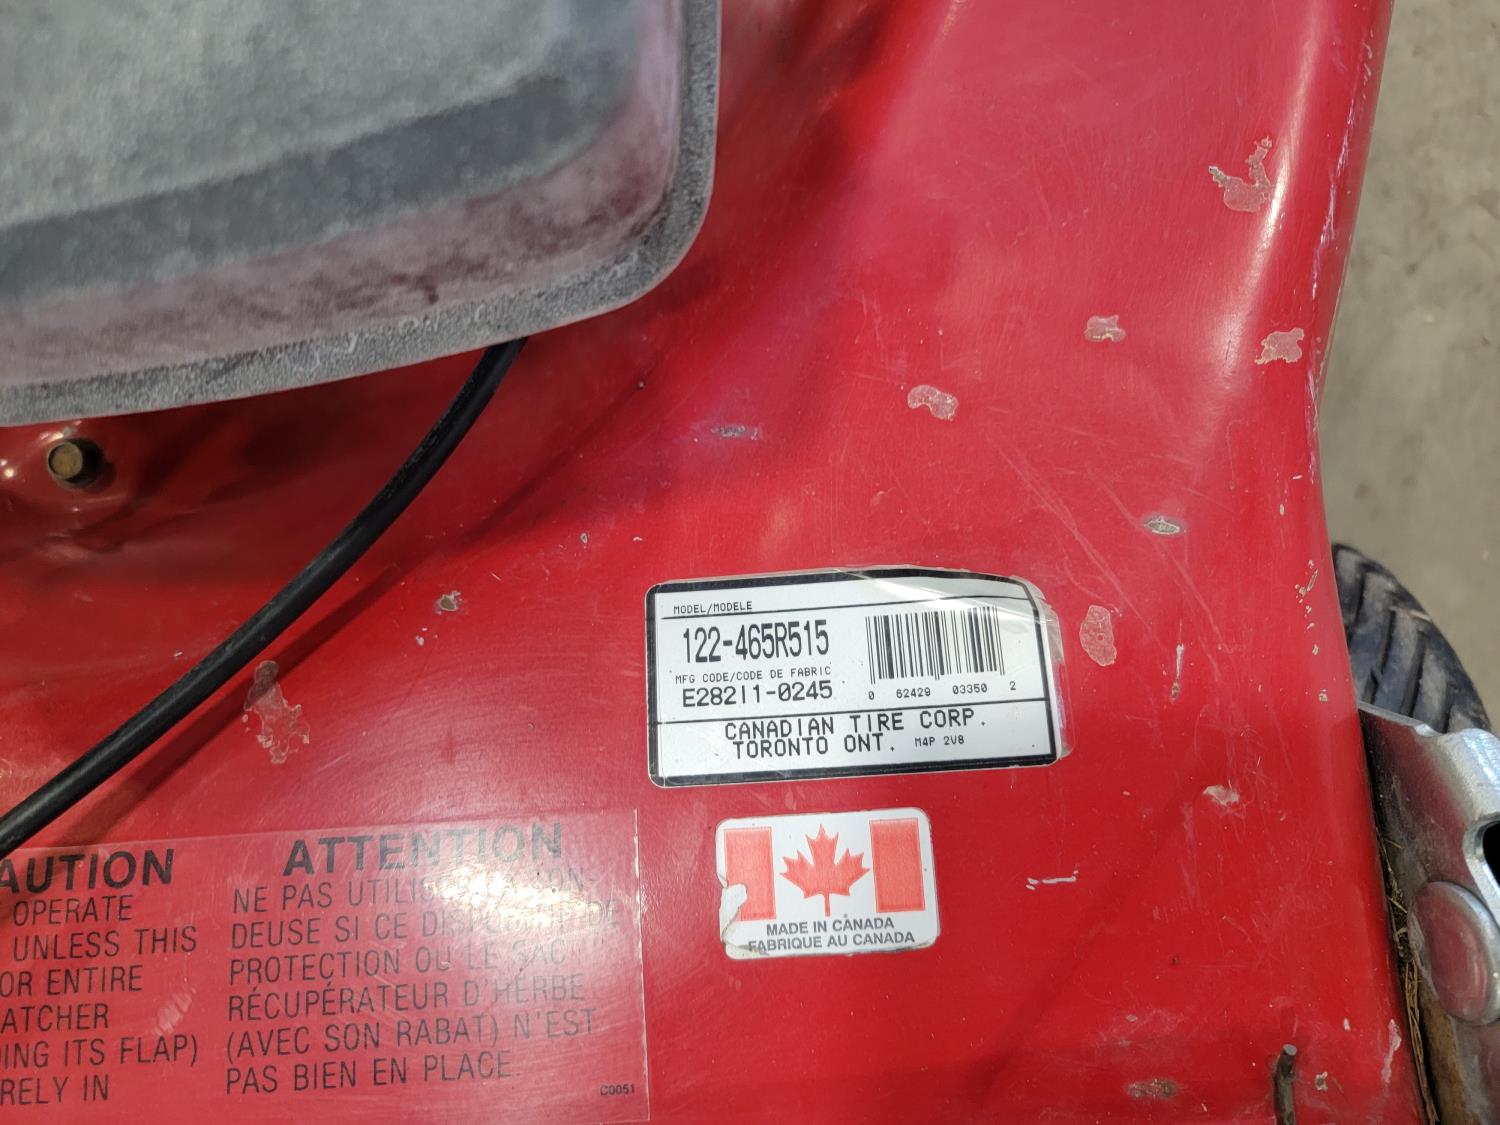 MODEL/MODELE
122-465R515
MFG CODE/CODE DE FABRIC
E28211-0245
0 62429 03350 2
CANADIAN TIRE CORP.
TORONTO ONT. M4P 2V8
MADE IN CANADA
FABRIQUE AU CANADA
AUTION
OPERATE
UNLESS THIS
OR ENTIRE
ATCHER
ING ITS FLAP)
RELY IN
ATTENTION
NE PAS UTILIS
DEUSE SI CE DISPOSITIF DE
PROTECTION OU LE SAC
RÉCUPÉRATEUR D'HERBE
(AVEC SON RABAT) N'EST
PAS BIEN EN PLACE.
C0051